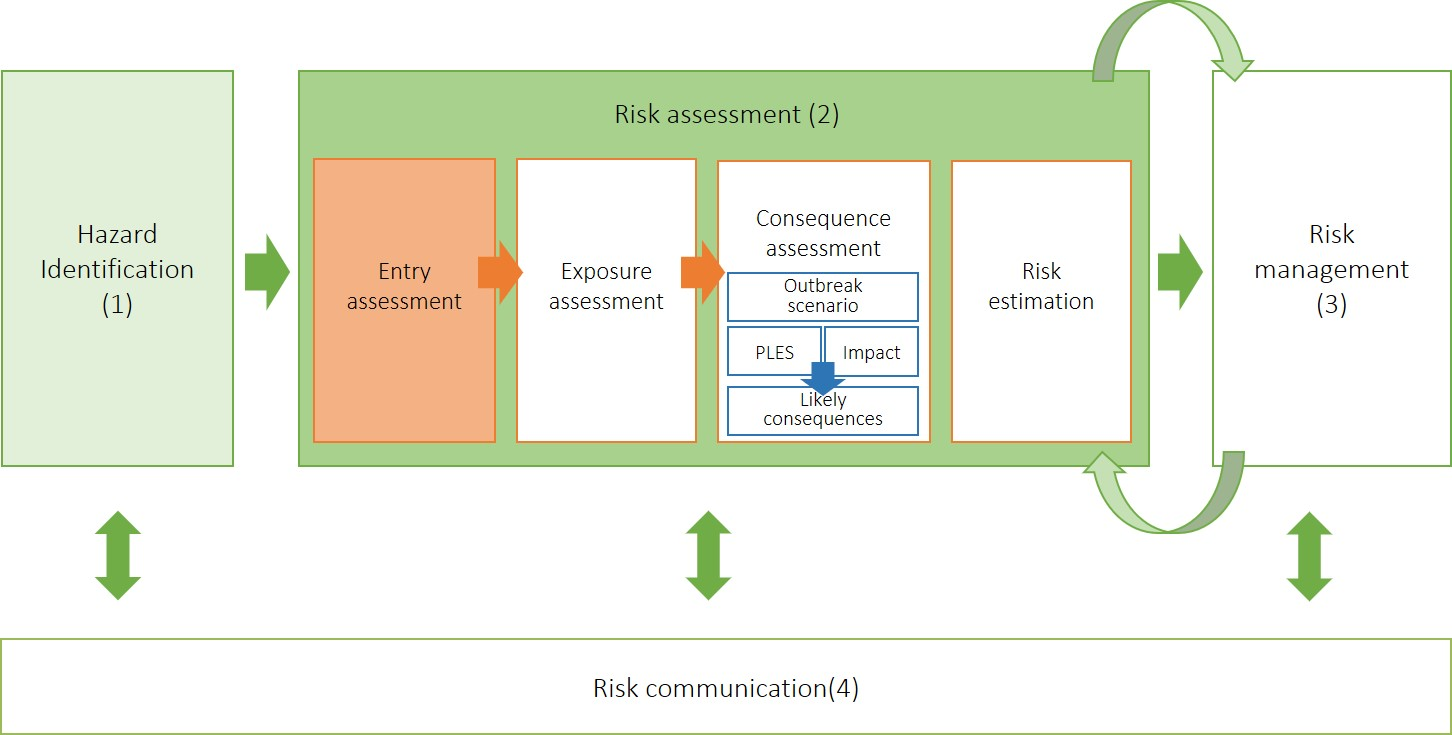 Risk assessment (2)
Hazard
Identification
(1)
Entry
assessment
Exposure
assessment
Consequence
assessment
Outbreak
scenario
PLES
Impact
Likely
consequences
Risk
estimation
Risk
management
(3)
Risk communication(4)